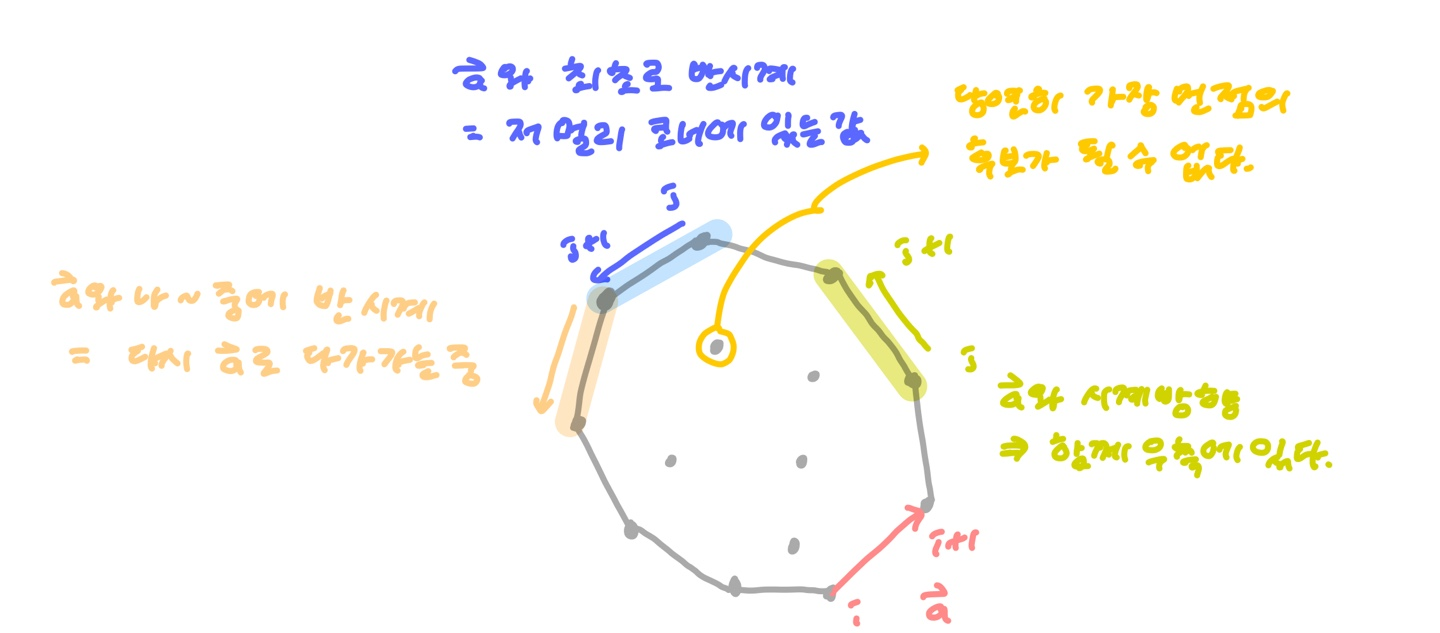 a와 최초로 반시계
= 저 멀리 코너에 있는 값
당연히 가장 먼점의
후보가 될 수 없다.
j
j+1
j+1
j
a와 나~중에 반시계
= 다시 a로 다가가는 중
a와 시계방향
⇒ 함께 우측에 있다.
i+1
i
a